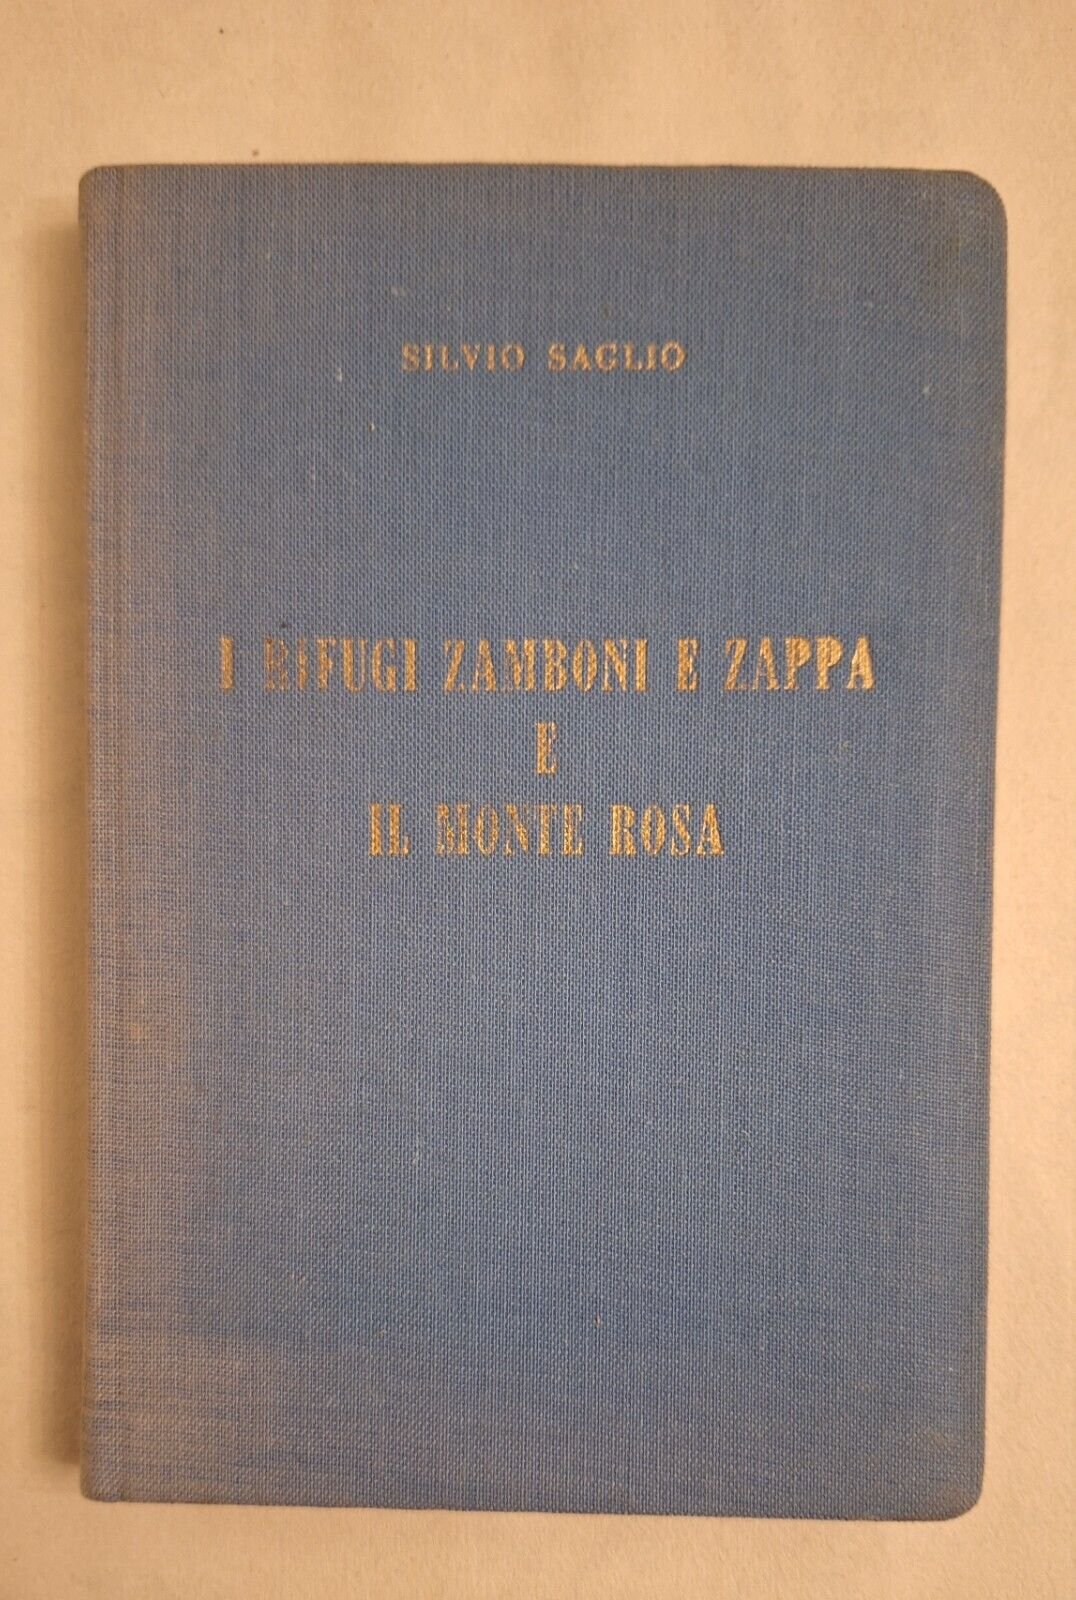 SILVIO SAGLIO
I RIFUGI ZAMBONI E ZAPPA
E
IL MONTE ROSA